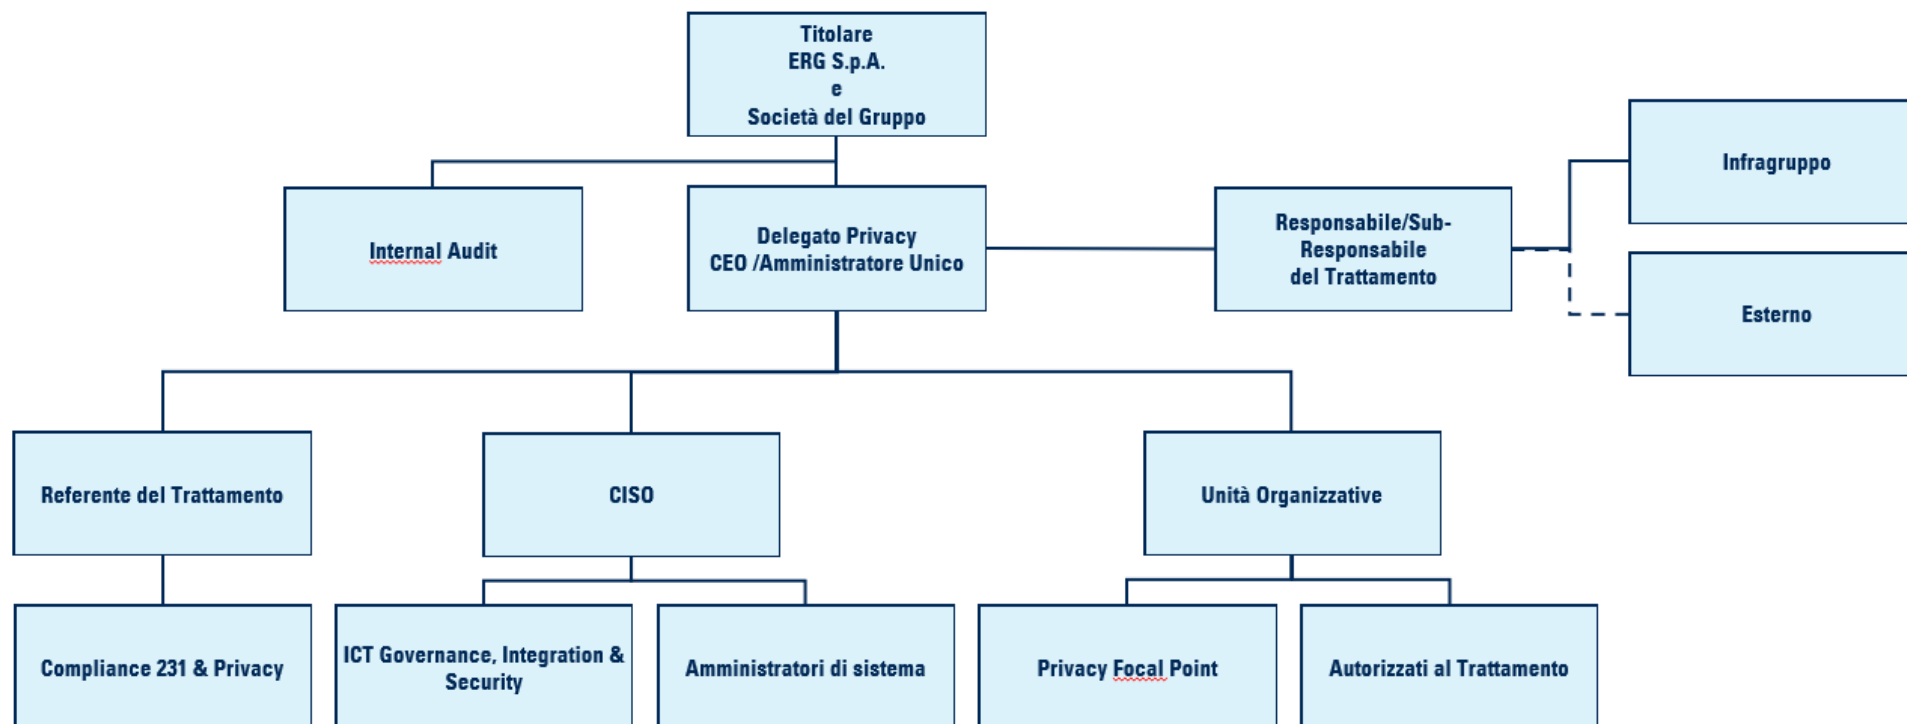 Titolare
ERG S.p.A.
e
Società del Gruppo
Infragruppo
Internal Audit
Delegato Privacy
CEO /Amministratore Unico
Responsabile/Sub-
Responsabile
del Trattamento
Esterno
Referente del Trattamento
CISO
Unità Organizzative
Compliance 231 & Privacy
ICT Governance, Integration &
Security
Amministratori di sistema
Privacy Focal Point
Autorizzati al Trattamento